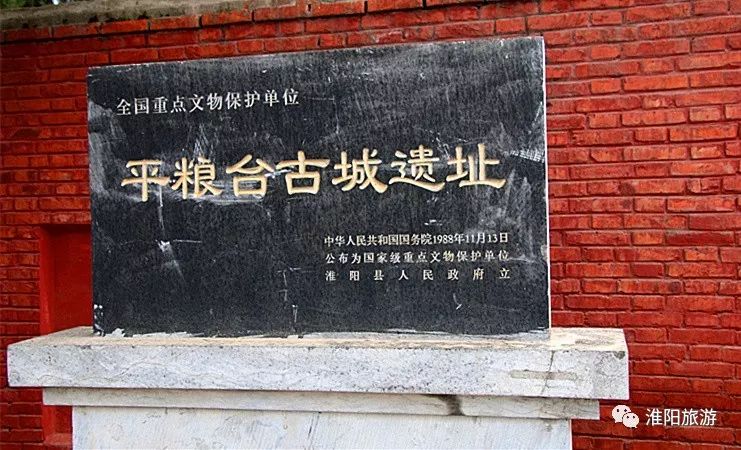 全国重点文物保护单位
平粮台古城遗址
中华人民共和国国务院1988年11月13日
公布为国家级重点文物保护单位
淮阳县人民政府立
淮阳旅游